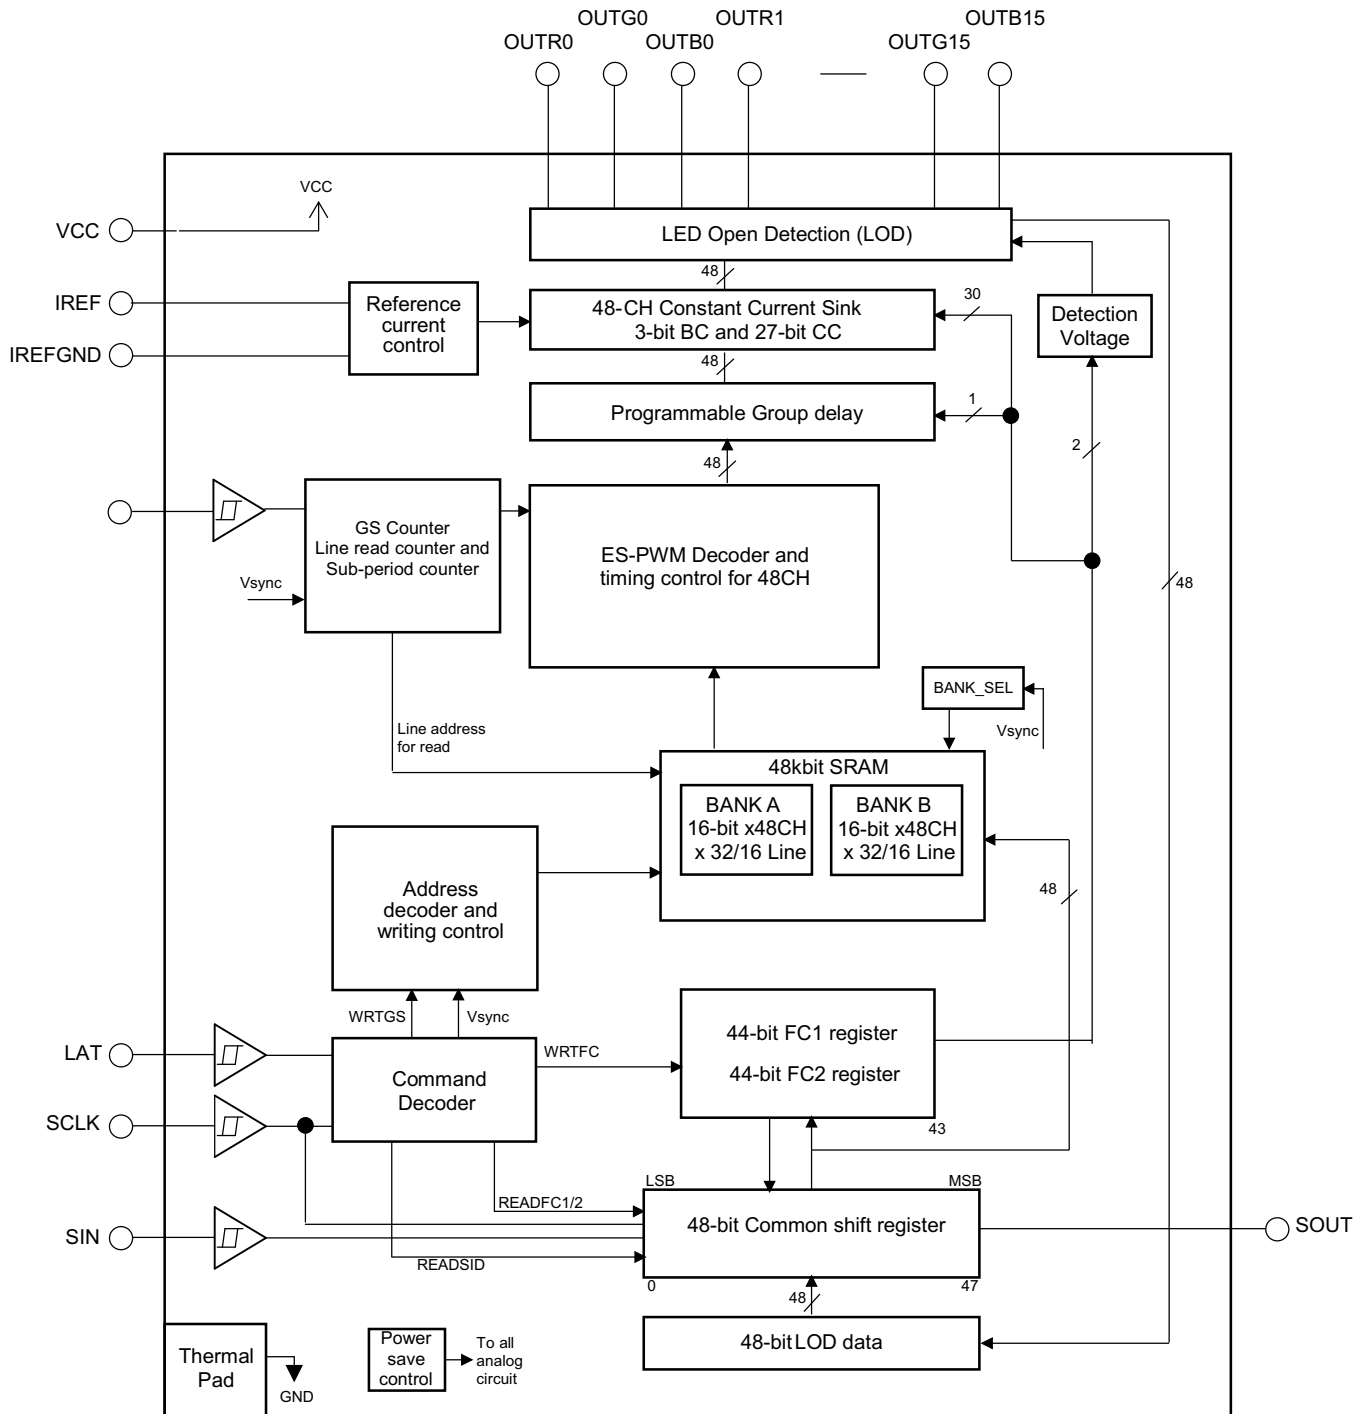 OUTG0
OUTR1
OUTB15
OUTR0
OUTB0
OUTG15
VCC
VCC
LED Open Detection (LOD)
48
IREF
IREFGND
Reference
current
control
48-CH Constant Current Sink
3-bit BC and 27-bit CC
30
Detection
Voltage
48
Programmable Group delay
1
2
48
GS Counter
Line read counter and
Sub-period counter
Vsync
ES-PWM Decoder and
timing control for 48CH
48
BANK_SEL
Vsync
Line address
for read
48kbit SRAM
BANK A
16-bit x48CH
x 32/16 Line
BANK B
16-bit x48CH
x 32/16 Line
48
Address
decoder and
writing control
WRTGS
Vsync
LAT
SCLK
SIN
Command
Decoder
WRTFC
44-bit FC1 register
44-bit FC2 register
43
LSB
MSB
READFC1/2
48-bit Common shift register
SOUT
READSID
0
47
48
48-bit LOD data
Thermal
Pad
GND
Power
save
control
To all
analog
circuit